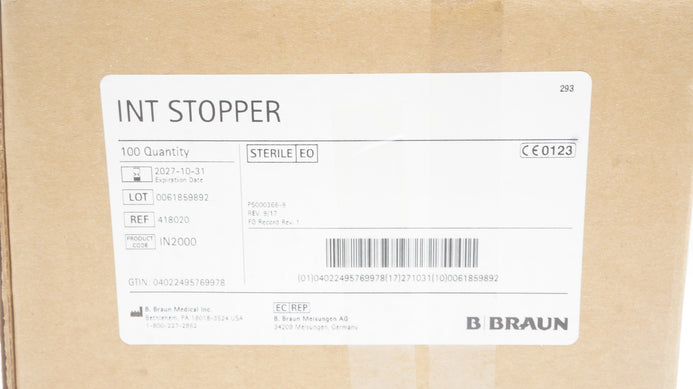 293
INT STOPPER
100 Quantity
STERILE EO
CE 0123
2027-10-31
Expiration Date
LOT 0061859892
REF 418020
PRODUCT CODE IN2000
PS000366-9
REV. 9/17
FG Record Rev. 1
(01)04022495769978(17)271031(10)0061859892
GTIN: 04022495769978
B. Braun Medical Inc.
Bethlehem, PA 18018-3524 USA
1-800-227-2862
EC REP
B. Braun Melsungen AG
34209 Melsungen, Germany
B BRAUN